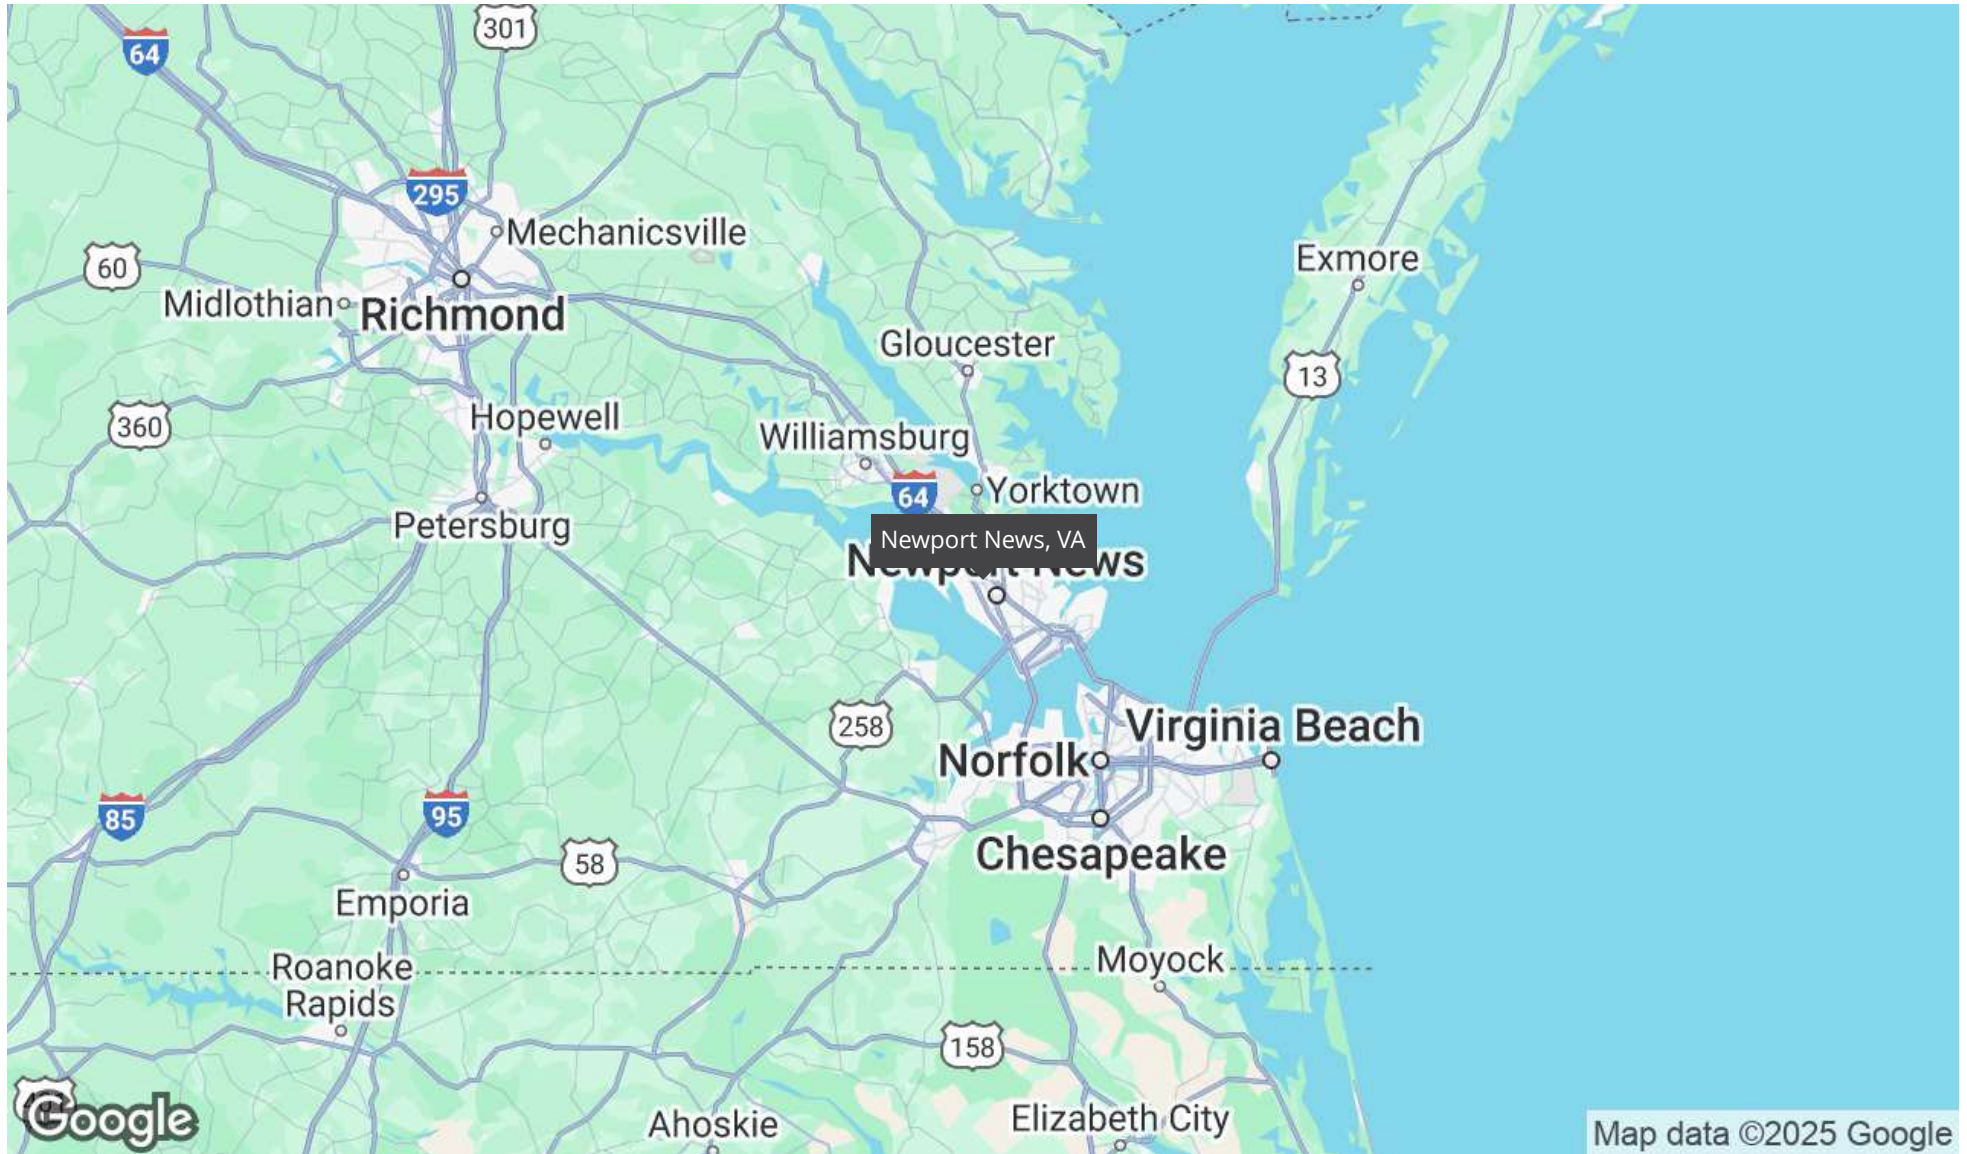 301
64
295
Mechanicsville
60
Exmore
Midlothian
Richmond
Gloucester
13
360
Hopewell
Williamsburg
64
Yorktown
Petersburg
Newport News, VA
Newport News
258
Virginia Beach
Norfolk
85
95
58
Chesapeake
Emporia
Moyock
Roanoke
Rapids
158
Google
Ahoskie
Elizabeth City
Map data ©2025 Google